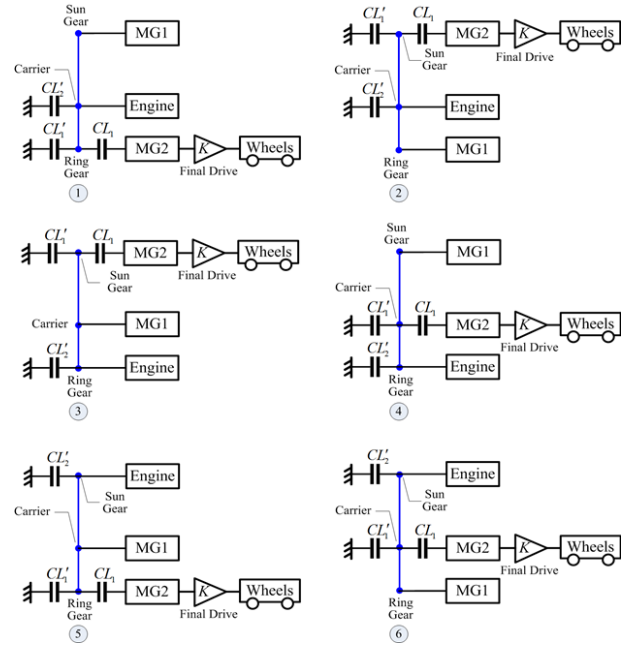 Sun
Gear
MG1
Carrier
CL′₂
Engine
CL′₁
CL₁
MG2
K
Wheels
Final Drive
Ring
Gear
1
CL′₁
CL₁
MG2
K
Wheels
Sun
Gear
Final Drive
Carrier
CL′₂
Engine
MG1
Ring
Gear
2
CL′₁
CL₁
MG2
K
Wheels
Sun
Gear
Final Drive
Carrier
MG1
CL′₂
Engine
Ring
Gear
3
Sun
Gear
MG1
Carrier
CL′₁
CL₁
MG2
K
Wheels
Final Drive
CL′₂
Engine
Ring
Gear
4
CL′₂
Engine
Sun
Gear
Carrier
MG1
CL′₁
CL₁
MG2
K
Wheels
Final Drive
Ring
Gear
5
CL′₂
Engine
Sun
Gear
Carrier
CL′₁
CL₁
MG2
K
Wheels
Final Drive
MG1
Ring
Gear
6